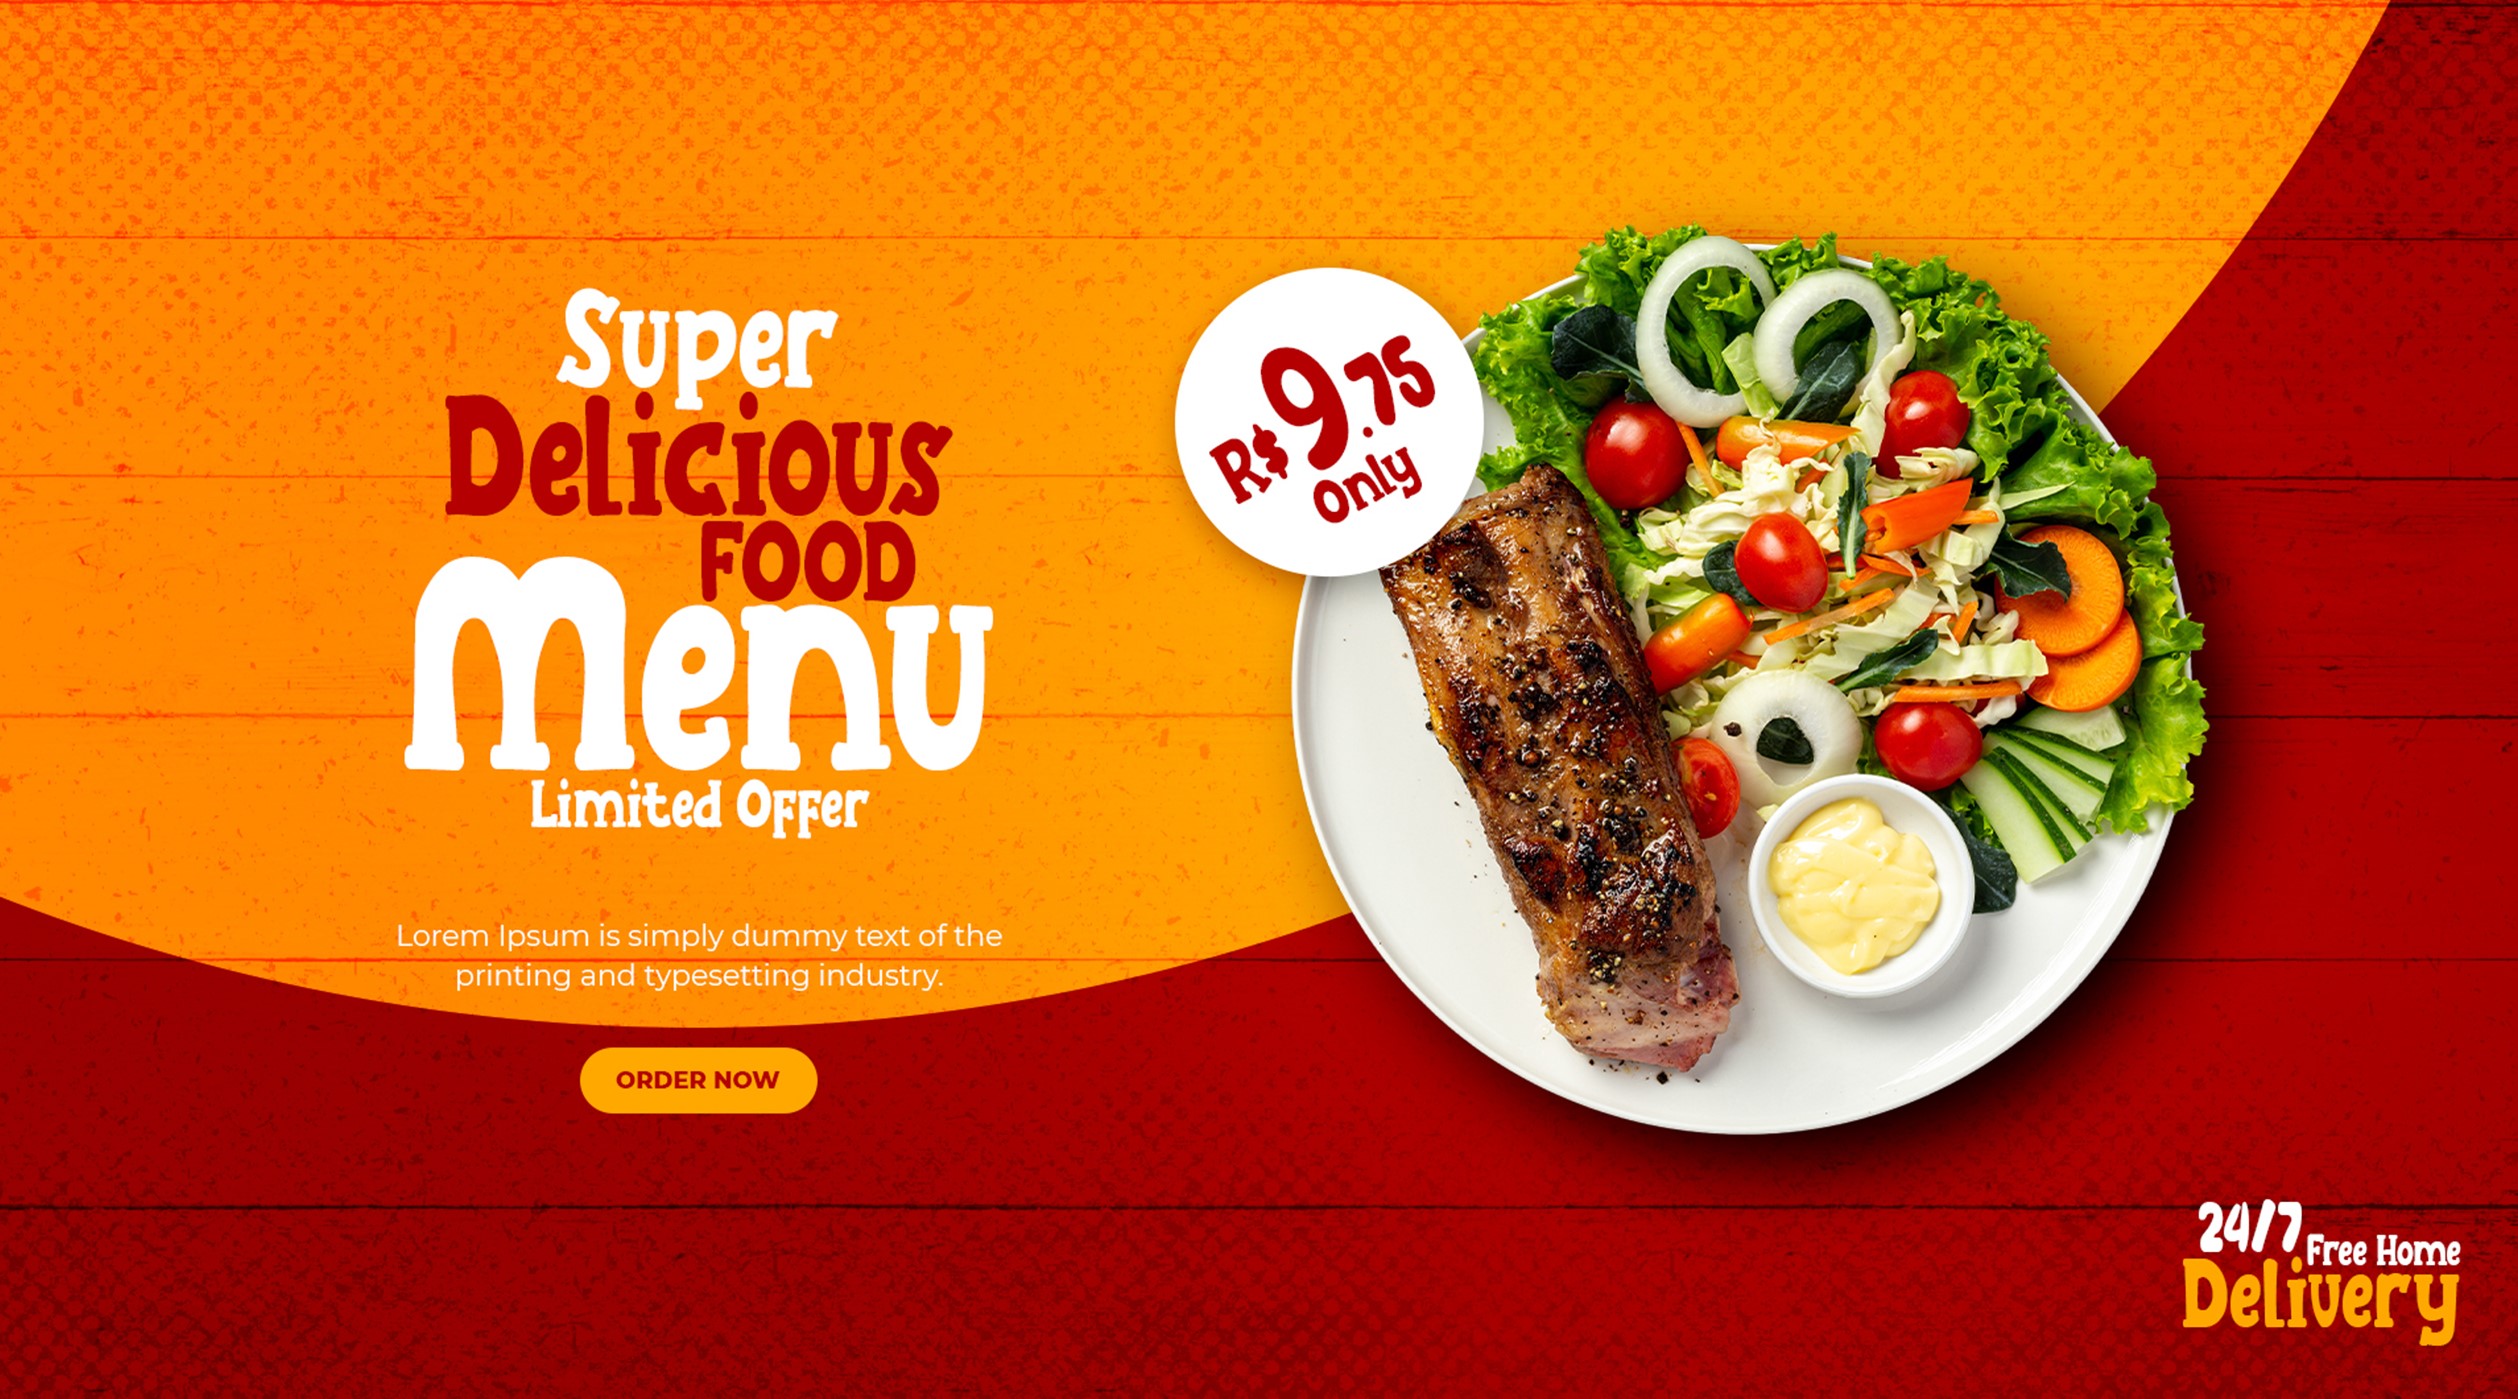 Super
Delicious
FOOD
Menu
Limited Offer
Lorem Ipsum is simply dummy text of the
printing and typesetting industry.
ORDER NOW
R$9.75
Only
24/7 Free Home
Delivery